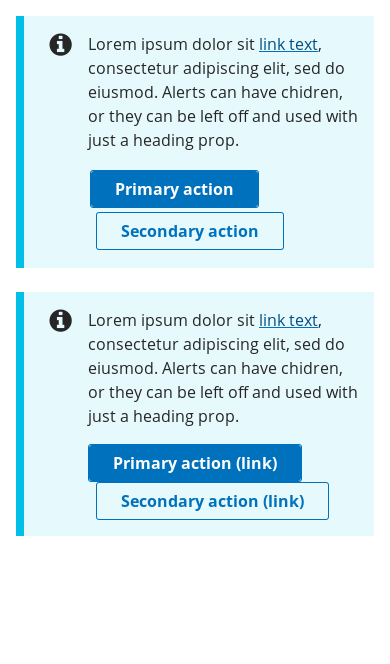 Lorem ipsum dolor sit link text,
consectetur adipiscing elit, sed do
eiusmod. Alerts can have chidren,
or they can be left off and used with
just a heading prop.
Primary action
Secondary action
Lorem ipsum dolor sit link text,
consectetur adipiscing elit, sed do
eiusmod. Alerts can have chidren,
or they can be left off and used with
just a heading prop.
Primary action (link)
Secondary action (link)